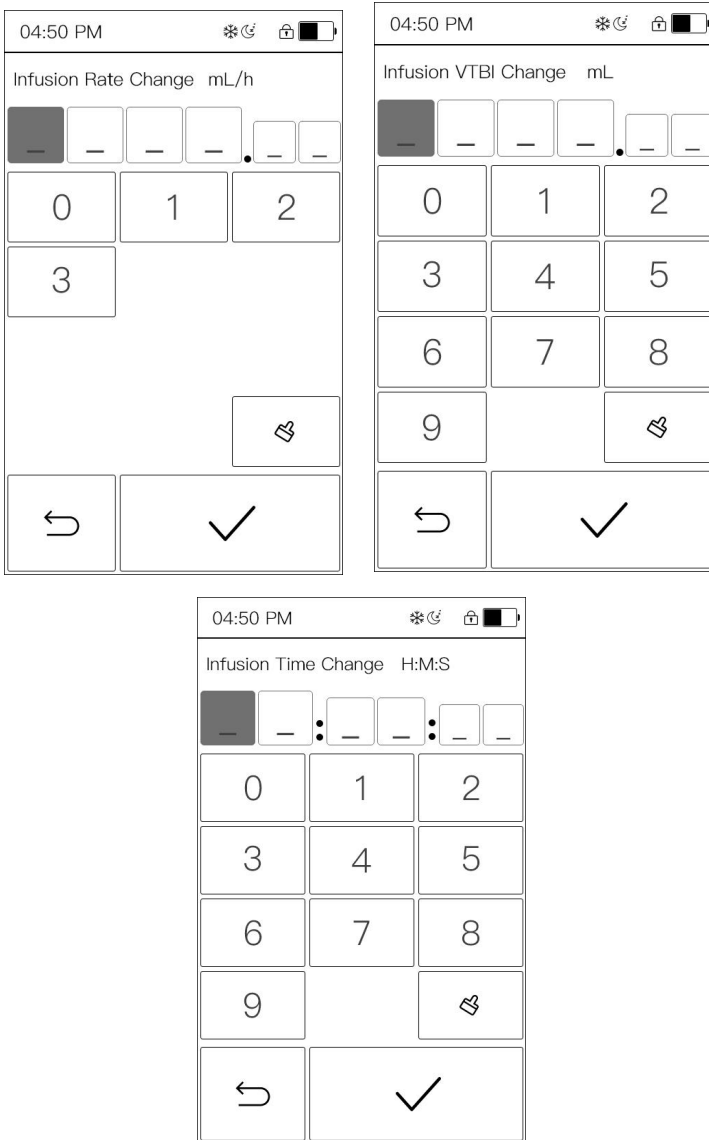 04:50 PM
Infusion Rate Change mL/h
_ _ _ _ . _ _
0 1 2
3
04:50 PM
Infusion VTBI Change mL
_ _ _ _ . _ _
0 1 2
3 4 5
6 7 8
9
04:50 PM
Infusion Time Change H:M:S
_ _ : _ _ : _ _
0 1 2
3 4 5
6 7 8
9